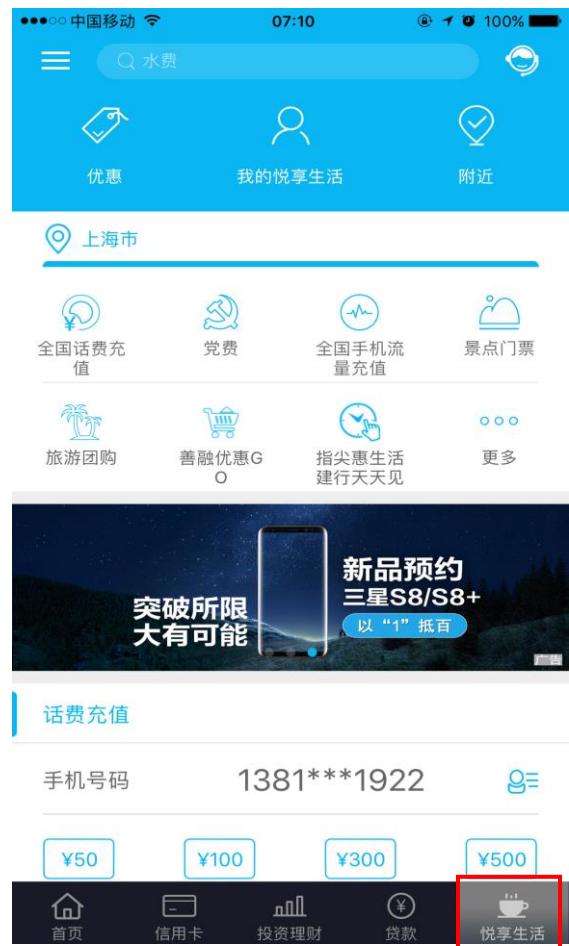 中国移动 07:10 100%
水费
优惠 我的悦享生活 附近
上海市
全国话费充值 党费 全国手机流量充值 景点门票
旅游团购 善融优惠GO 指尖惠生活建行天天见 更多
新品预约
三星S8/S8+
以“1”抵百
突破所限
大有可能
广告
话费充值
手机号码 1381***1922
¥50 ¥100 ¥300 ¥500
首页 信用卡 投资理财 贷款 悦享生活